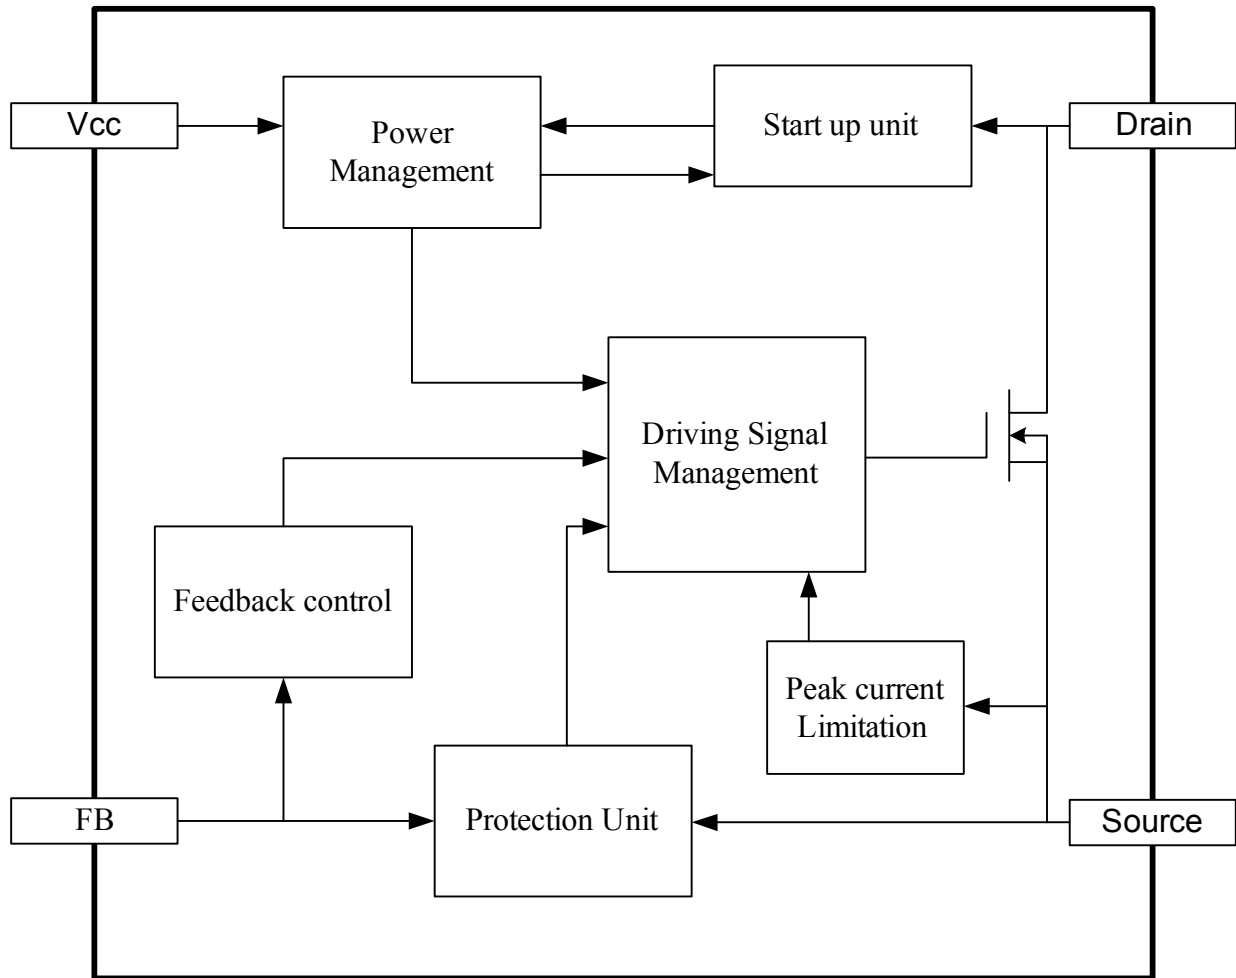 Vcc
Power
Management
Start up unit
Drain
Driving Signal
Management
Feedback control
Peak current
Limitation
FB
Protection Unit
Source